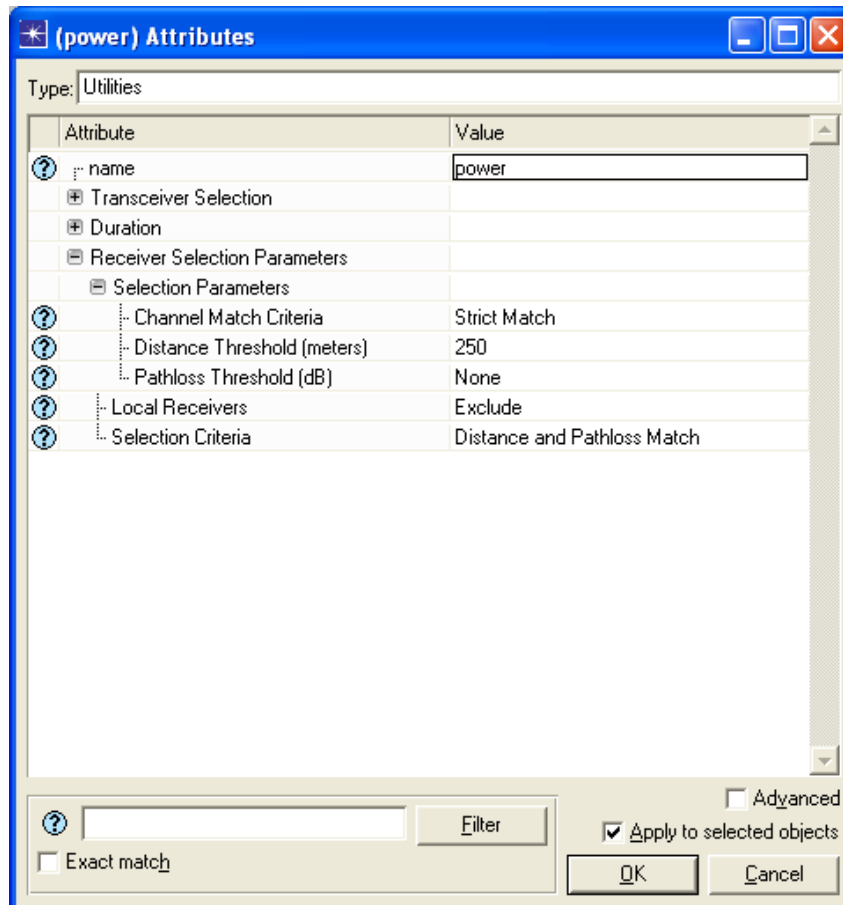 (power) Attributes
Type: Utilities
Attribute Value
name power
Transceiver Selection
Duration
Receiver Selection Parameters
Selection Parameters
Channel Match Criteria Strict Match
Distance Threshold (meters) 250
Pathloss Threshold (dB) None
Local Receivers Exclude
Selection Criteria Distance and Pathloss Match
Advanced
Filter
Apply to selected objects
Exact match
OK Cancel